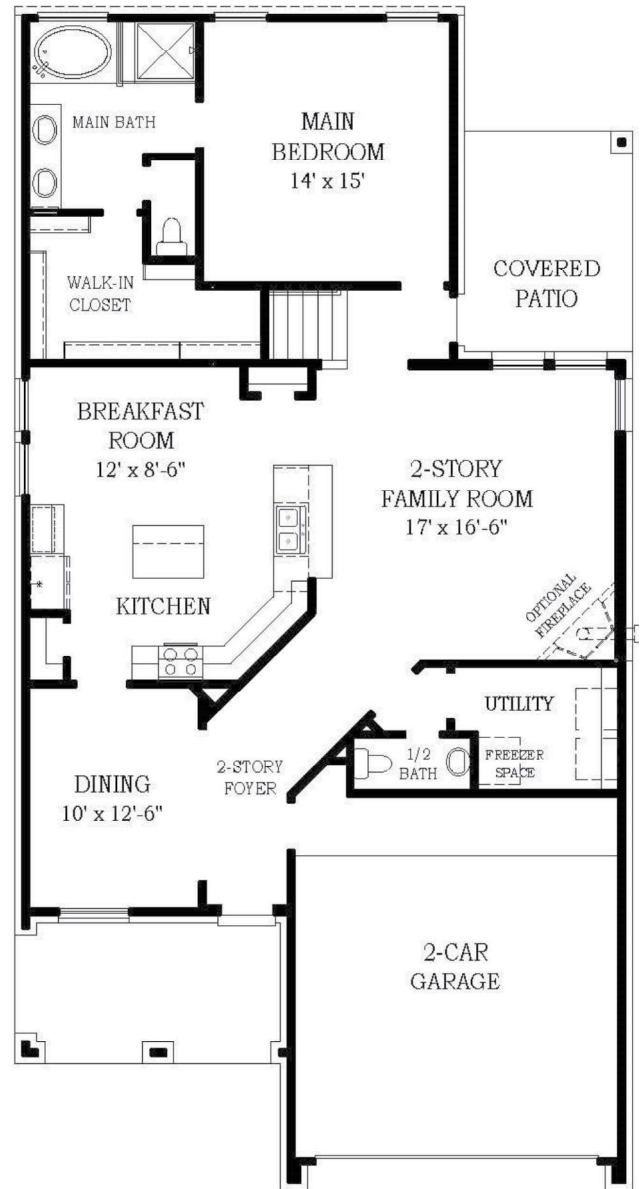 MAIN BATH
MAIN
BEDROOM
14' x 15'
COVERED
PATIO
WALK-IN
CLOSET
BREAKFAST
ROOM
12' x 8'-6"
2-STORY
FAMILY ROOM
17' x 16'-6"
KITCHEN
OPTIONAL
FIREPLACE
UTILITY
FREEZER
SPACE
1/2
BATH
2-STORY
FOYER
DINING
10' x 12'-6"
2-CAR
GARAGE